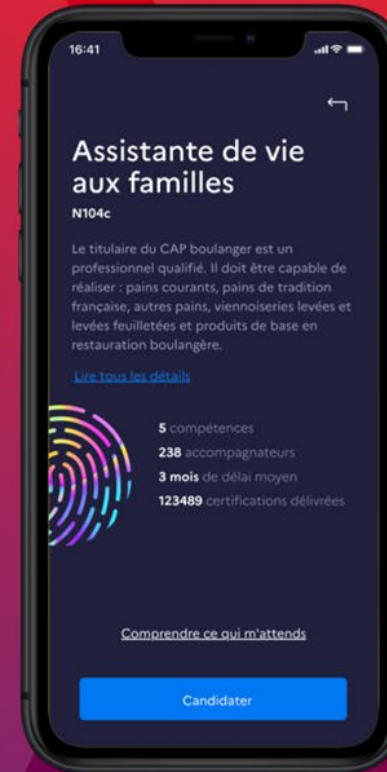 16:41
Assistante de vie
aux familles
N104c
Le titulaire du CAP boulanger est un
professionnel qualifié. Il doit être capable de
réaliser : pains courants, pains de tradition
française, autres pains, viennoiseries levées et
levées feuilletées et produits de base en
restauration boulangère.
Lire tous les détails
5 compétences
238 accompagnateurs
3 mois de délai moyen
123489 certifications délivrées
Comprendre ce qui m'attends
Candidater